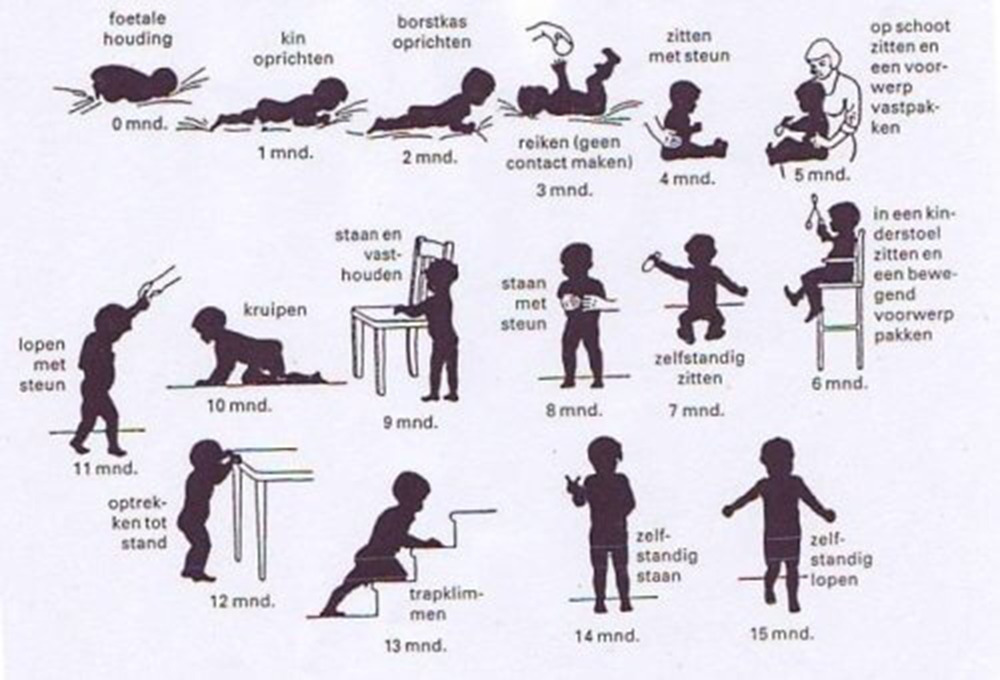 foetale
houding
0 mnd.
kin
oprichten
1 mnd.
borstkas
oprichten
2 mnd.
reiken (geen
contact maken)
3 mnd.
zitten
met steun
4 mnd.
op schoot
zitten en
een voor-
werp
vastpak-
ken
5 mnd.
in een kin-
derstoel
zitten en
een bewe-
gend
voorwerp
pakken
6 mnd.
zelfstandig
zitten
7 mnd.
staan
met
steun
8 mnd.
staan en
vast-
houden
9 mnd.
kruipen
10 mnd.
lopen
met
steun
11 mnd.
optrek-
ken tot
stand
12 mnd.
trapklim-
men
13 mnd.
zelf-
standig
staan
14 mnd.
zelf-
standig
lopen
15 mnd.